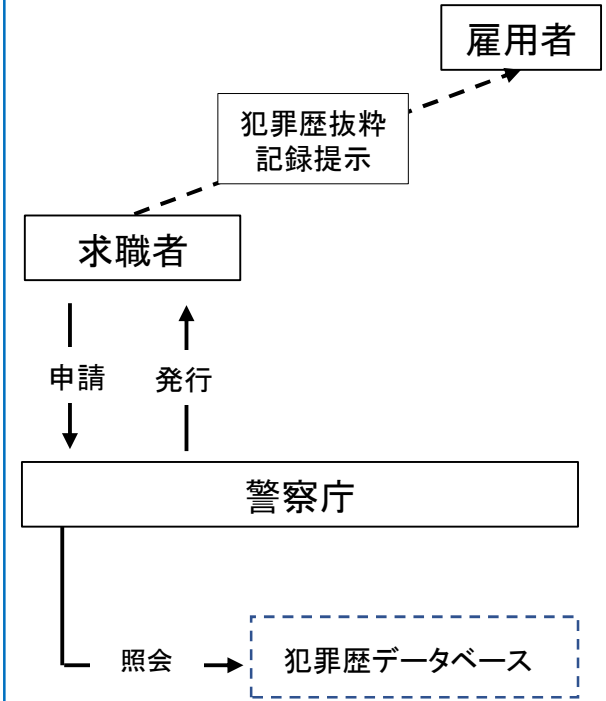 雇用者
犯罪歴抜粋
記録提示
求職者
申請
発行
警察庁
照会
犯罪歴データベース